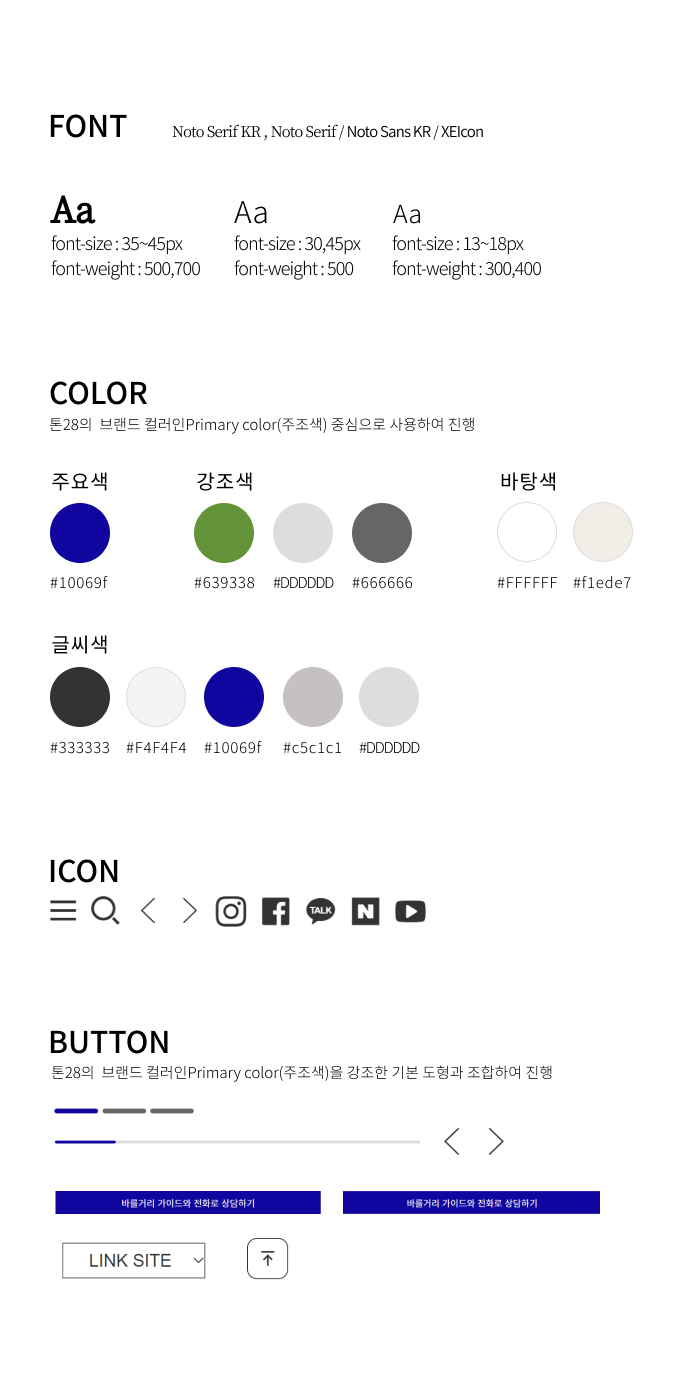 FONT
Noto Serif KR , Noto Serif / Noto Sans KR / XEIcon
Aa Aa Aa
font-size : 35~45px font-size : 30,45px font-size : 13~18px
font-weight : 500,700 font-weight : 500 font-weight : 300,400
COLOR
톤28의 브랜드 컬러인Primary color(주조색) 중심으로 사용하여 진행
주요색 강조색 바탕색
#10069f #639338 #DDDDDD #666666 #FFFFFF #f1ede7
글씨색
#333333 #F4F4F4 #10069f #c5c1c1 #DDDDDD
ICON
TALK N
BUTTON
톤28의 브랜드 컬러인Primary color(주조색)을 강조한 기본 도형과 조합하여 진행
바를거리 가이드와 전화로 상담하기 바를거리 가이드와 전화로 상담하기
LINK SITE